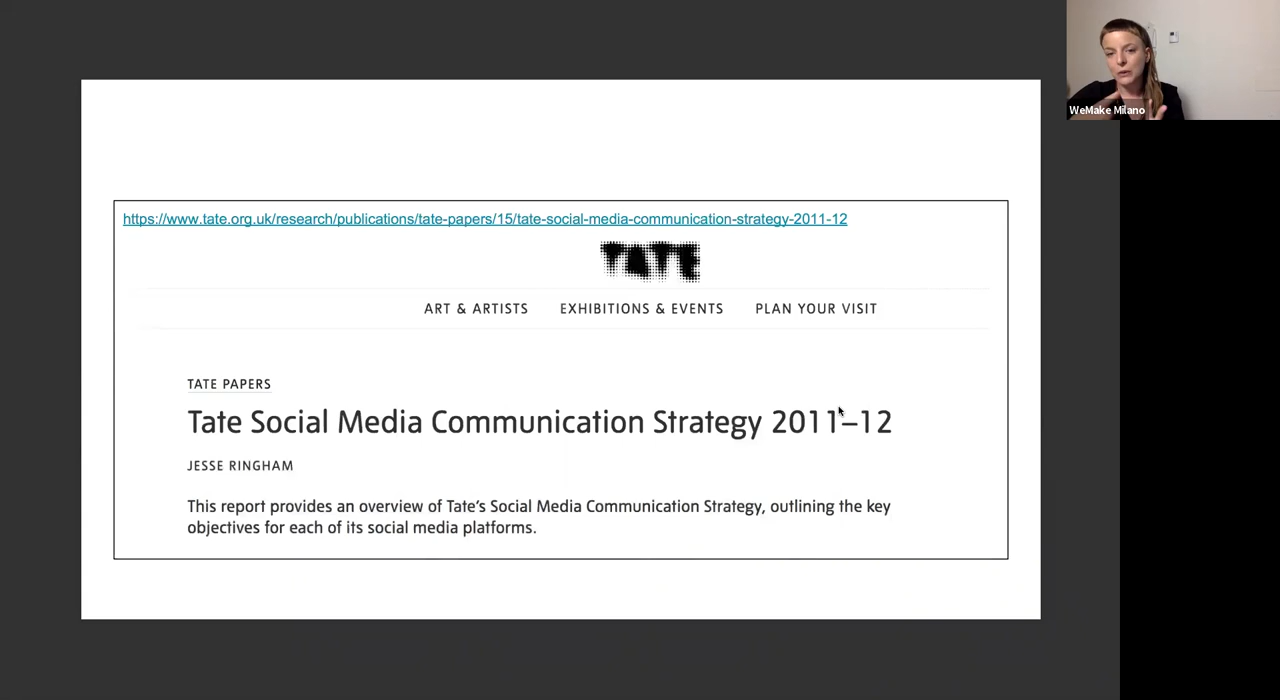 https://www.tate.org.uk/research/publications/tate-papers/15/tate-social-media-communication-strategy-2011-12
TATE
ART & ARTISTS EXHIBITIONS & EVENTS PLAN YOUR VISIT
TATE PAPERS
Tate Social Media Communication Strategy 2011–12
JESSE RINGHAM
This report provides an overview of Tate's Social Media Communication Strategy, outlining the key
objectives for each of its social media platforms.
WeMake Milano